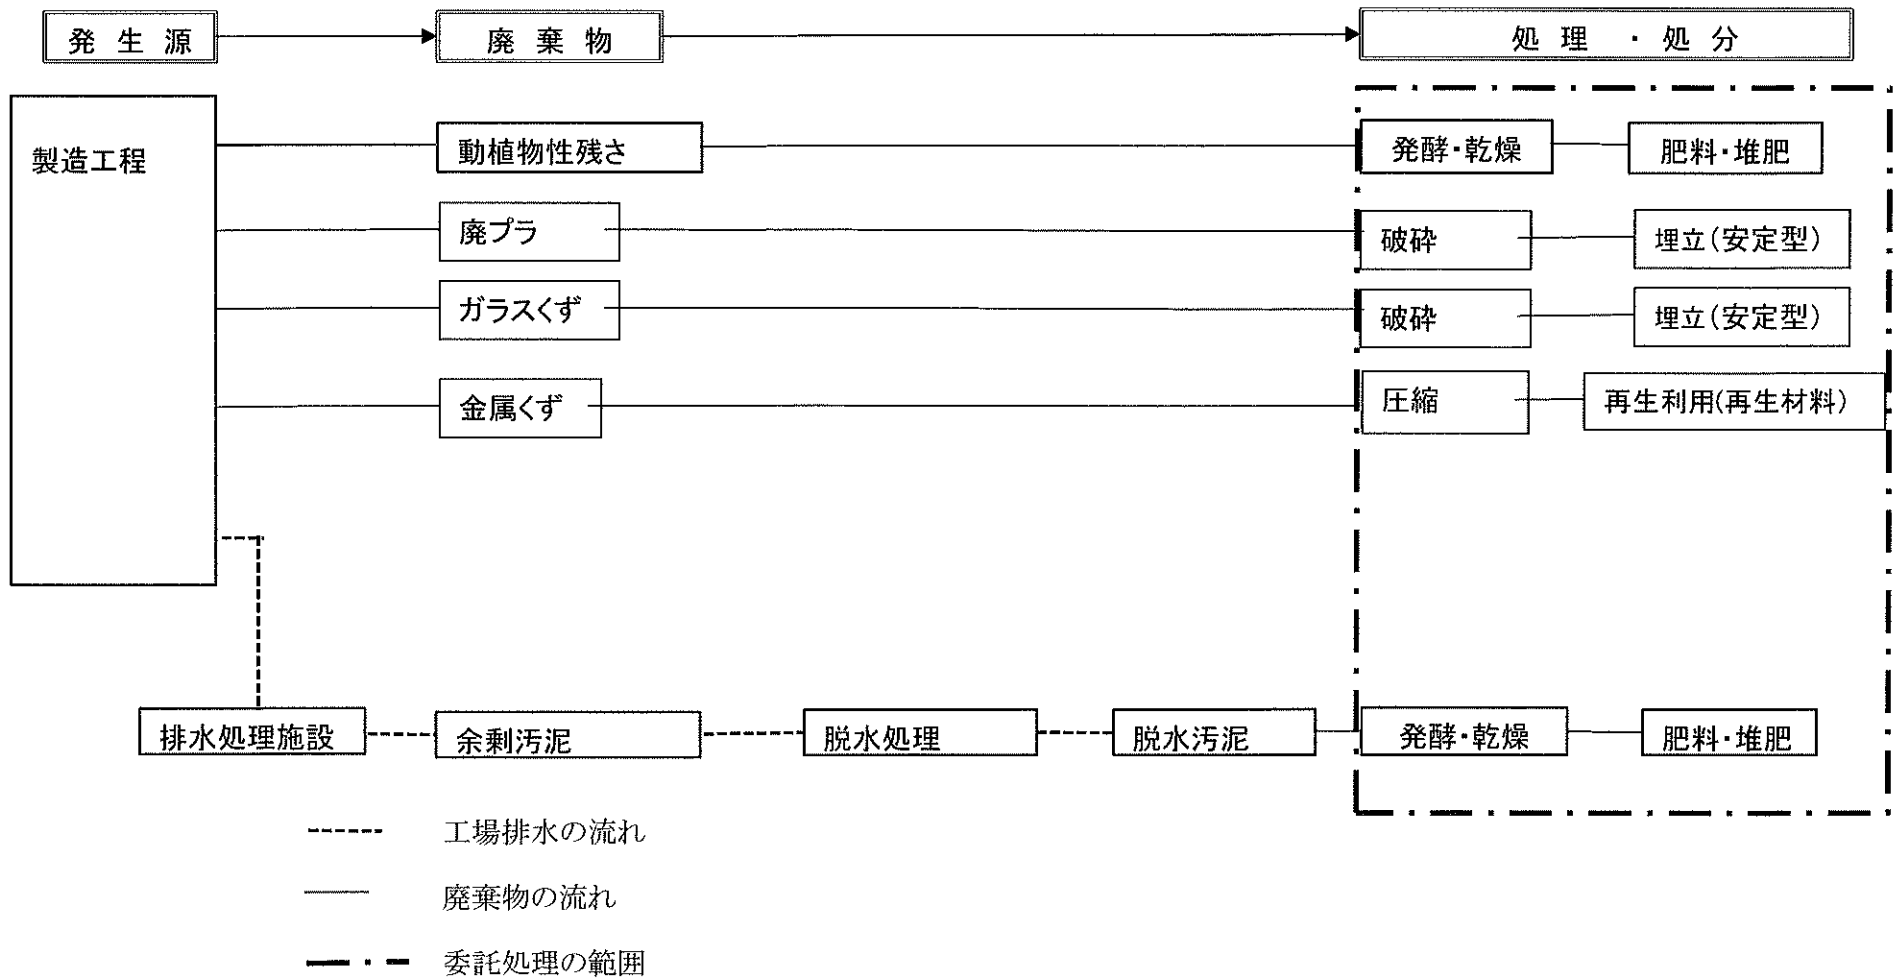 発生源 廃棄物 処理・処分
製造工程
動植物性残さ 発酵・乾燥 肥料・堆肥
廃プラ 破砕 埋立(安定型)
ガラスくず 破砕 埋立(安定型)
金属くず 圧縮 再生利用(再生材料)
排水処理施設 余剰汚泥 脱水処理 脱水汚泥 発酵・乾燥 肥料・堆肥
工場排水の流れ
廃棄物の流れ
委託処理の範囲